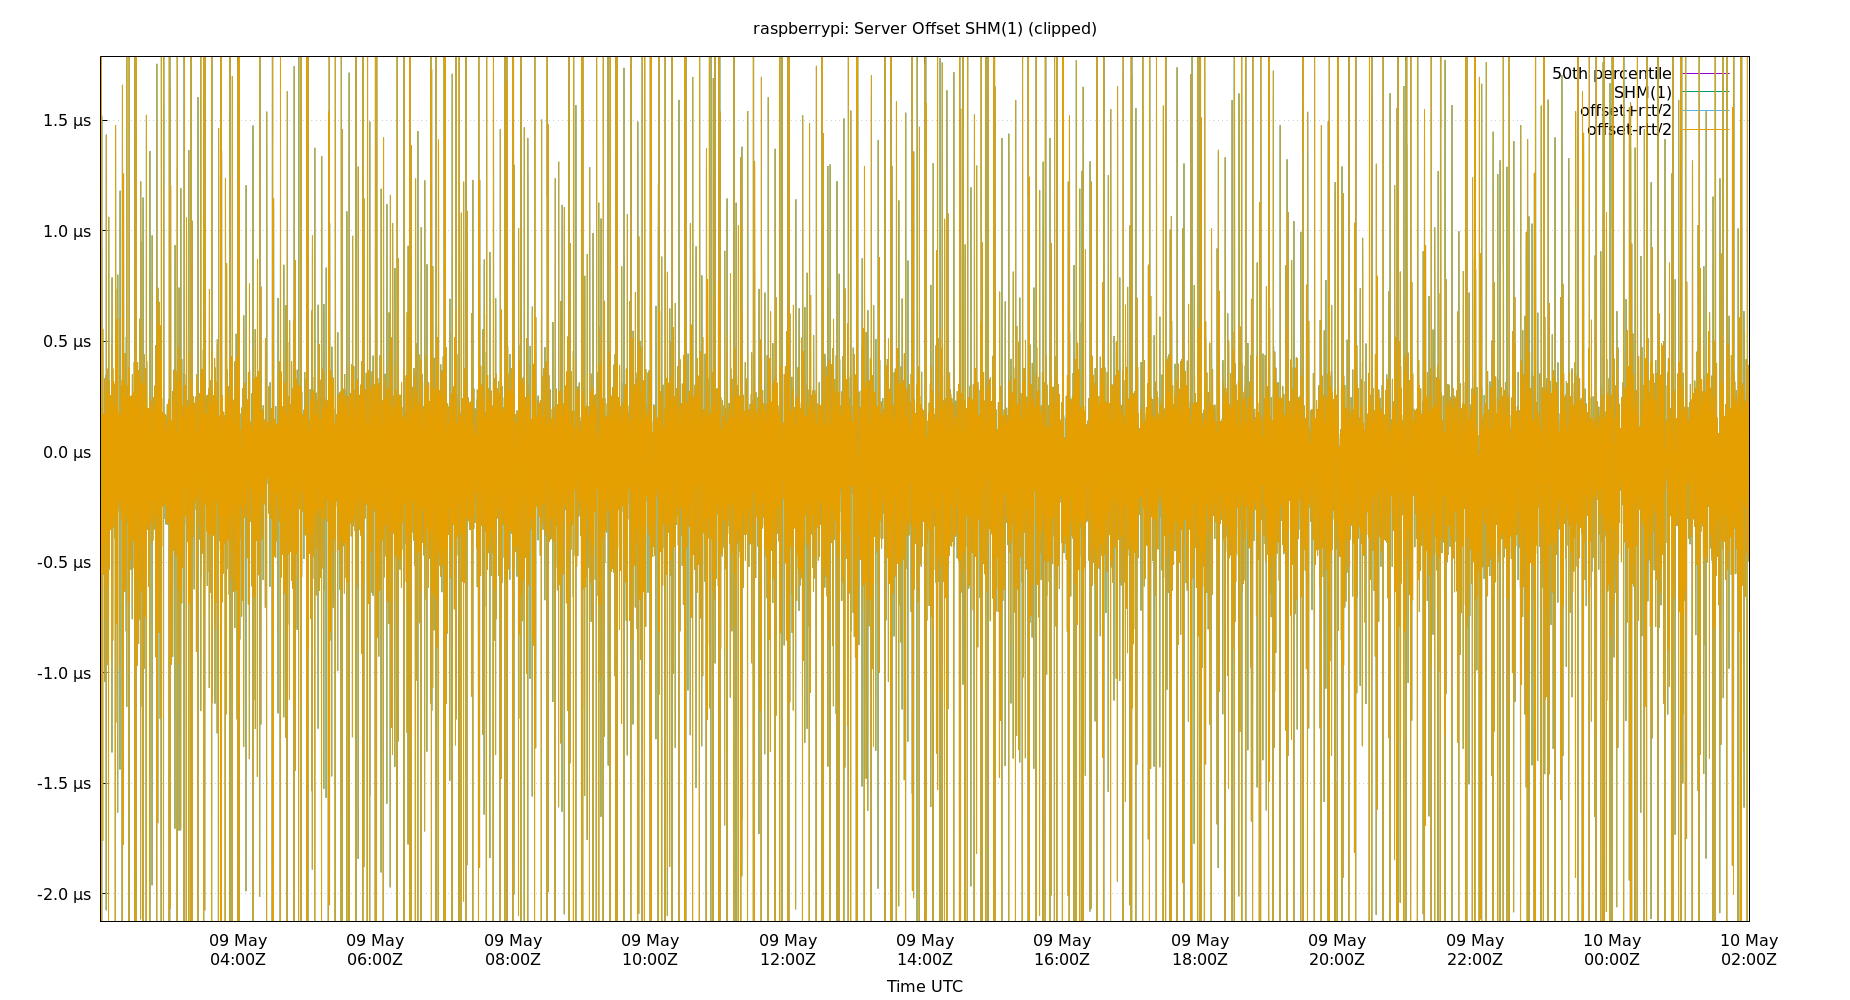 raspberrypi: Server Offset SHM(1) (clipped)
50th percentile
SHM(1)
offset+rtt/2
offset-rtt/2
1.5 µs
1.0 µs
0.5 µs
0.0 µs
-0.5 µs
-1.0 µs
-1.5 µs
-2.0 µs
09 May 09 May 09 May 09 May 09 May 09 May 09 May 09 May 09 May 09 May 10 May 10 May
04:00Z 06:00Z 08:00Z 10:00Z 12:00Z 14:00Z 16:00Z 18:00Z 20:00Z 22:00Z 00:00Z 02:00Z
Time UTC